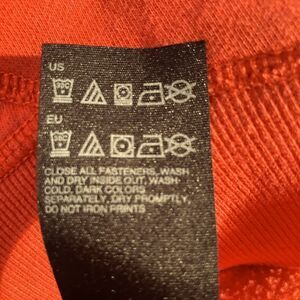 US
EU
CLOSE ALL FASTENERS, WASH
AND DRY INSIDE OUT, WASH
COLD, DARK COLORS
SEPARATELY, DRY PROMPTLY,
DO NOT IRON PRINTS